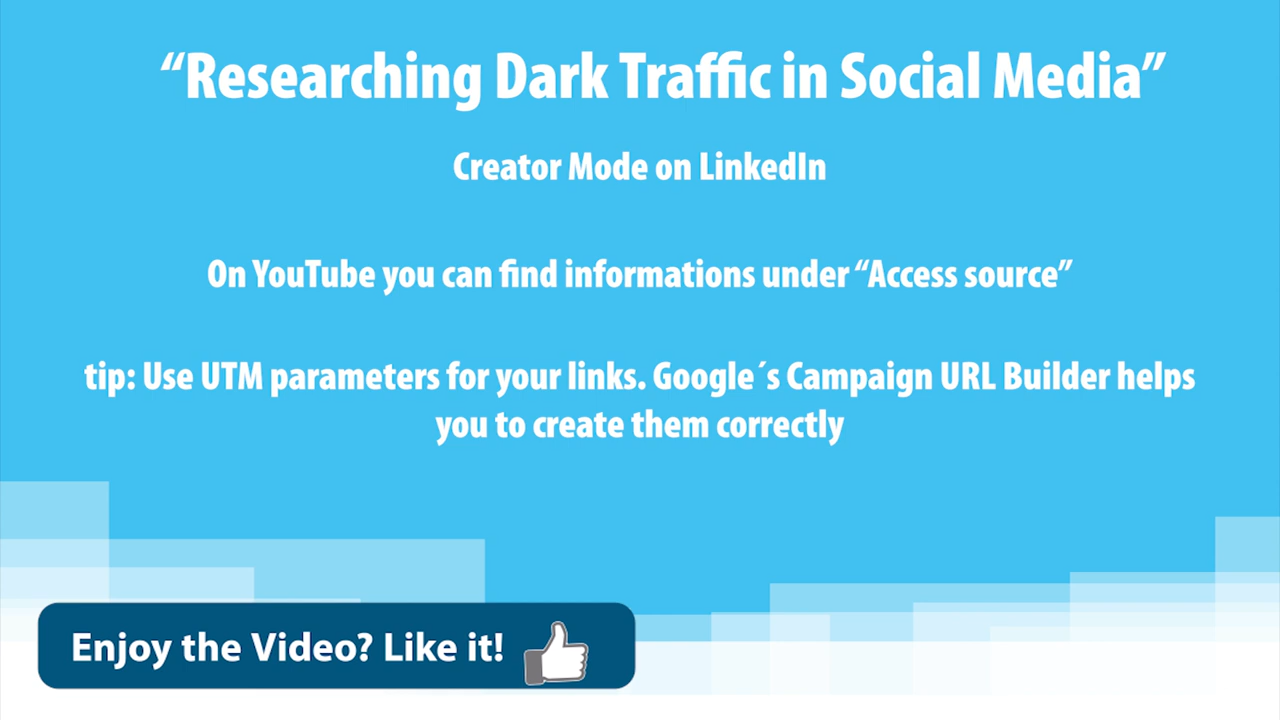 “Researching Dark Traffic in Social Media”
Creator Mode on LinkedIn
On YouTube you can find informations under “Access source”
tip: Use UTM parameters for your links. Google´s Campaign URL Builder helps
you to create them correctly
Enjoy the Video? Like it!